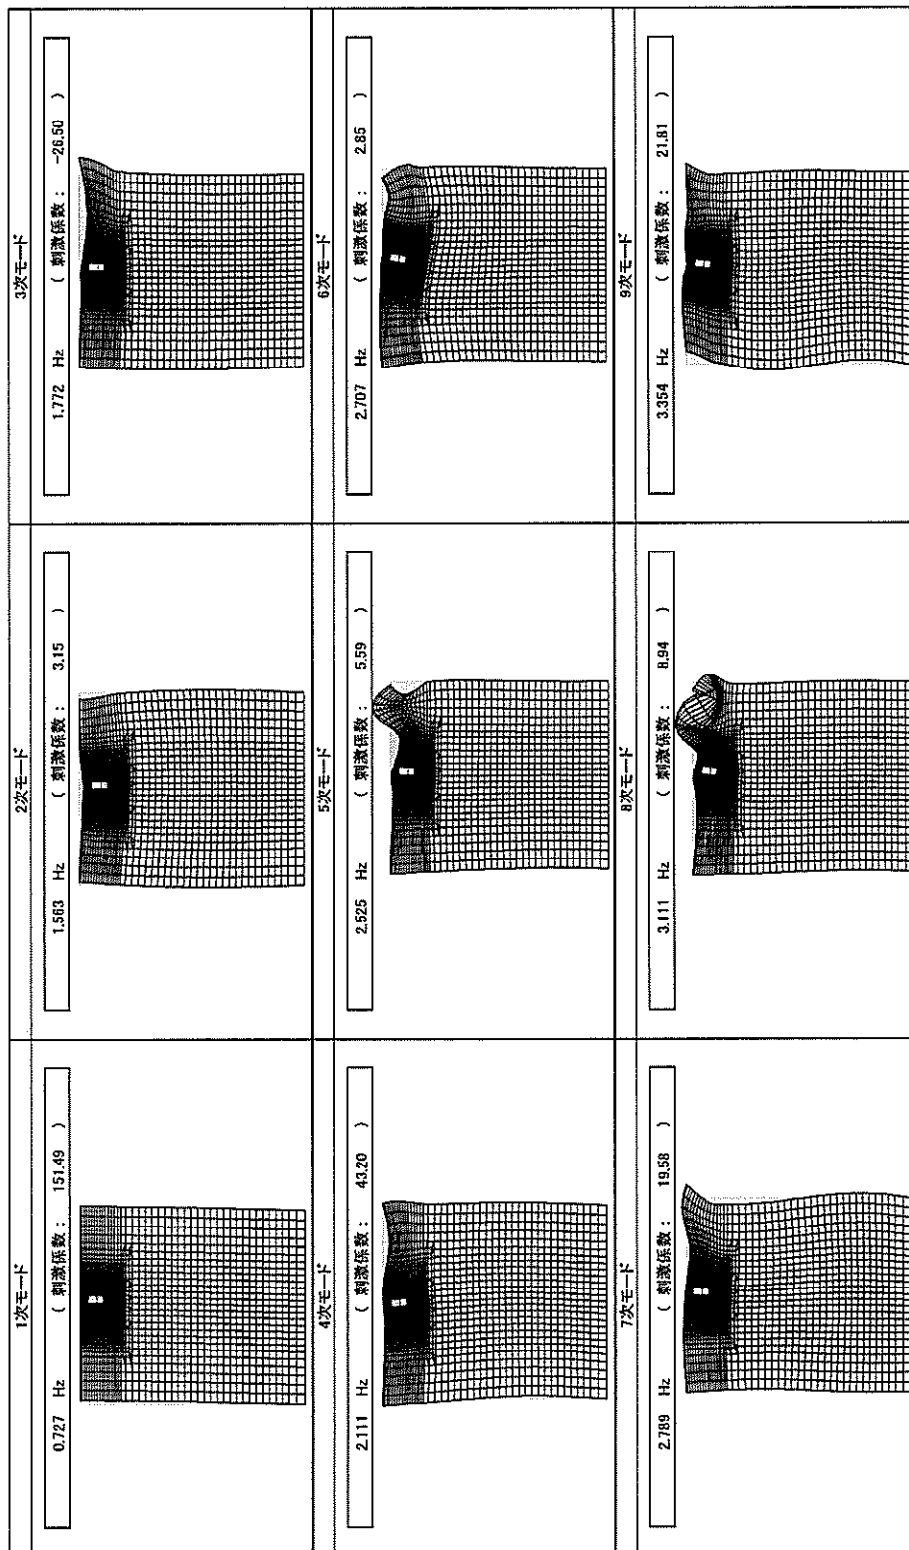 1次モード
0.727 Hz ( 刺激係数 : 151.49 )
2次モード
1.563 Hz ( 刺激係数 : 3.15 )
3次モード
1.772 Hz ( 刺激係数 : -26.50 )
4次モード
2.111 Hz ( 刺激係数 : 43.20 )
5次モード
2.525 Hz ( 刺激係数 : 5.59 )
6次モード
2.707 Hz ( 刺激係数 : 2.85 )
7次モード
2.789 Hz ( 刺激係数 : 19.58 )
8次モード
3.111 Hz ( 刺激係数 : 8.94 )
9次モード
3.354 Hz ( 刺激係数 : 21.81 )